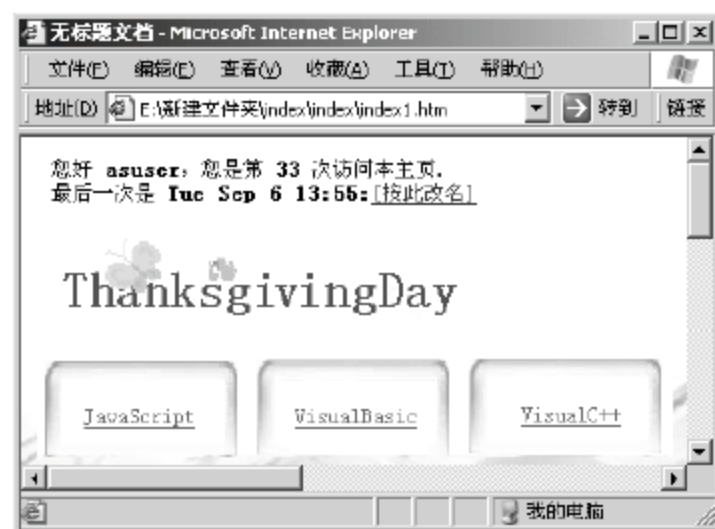 无标题文档 - Microsoft Internet Explorer
文件(F) 编辑(E) 查看(V) 收藏(A) 工具(T) 帮助(H)
地址(D) E:\新建文件夹\index\index\index1.htm 转到 链接
您好 asuser, 您是第 33 次访问本主页.
最后一次是 Tue Sep 6 13:55:[按此改名]
ThanksgivingDay
JavaScript VisualBasic VisualC++
我的电脑